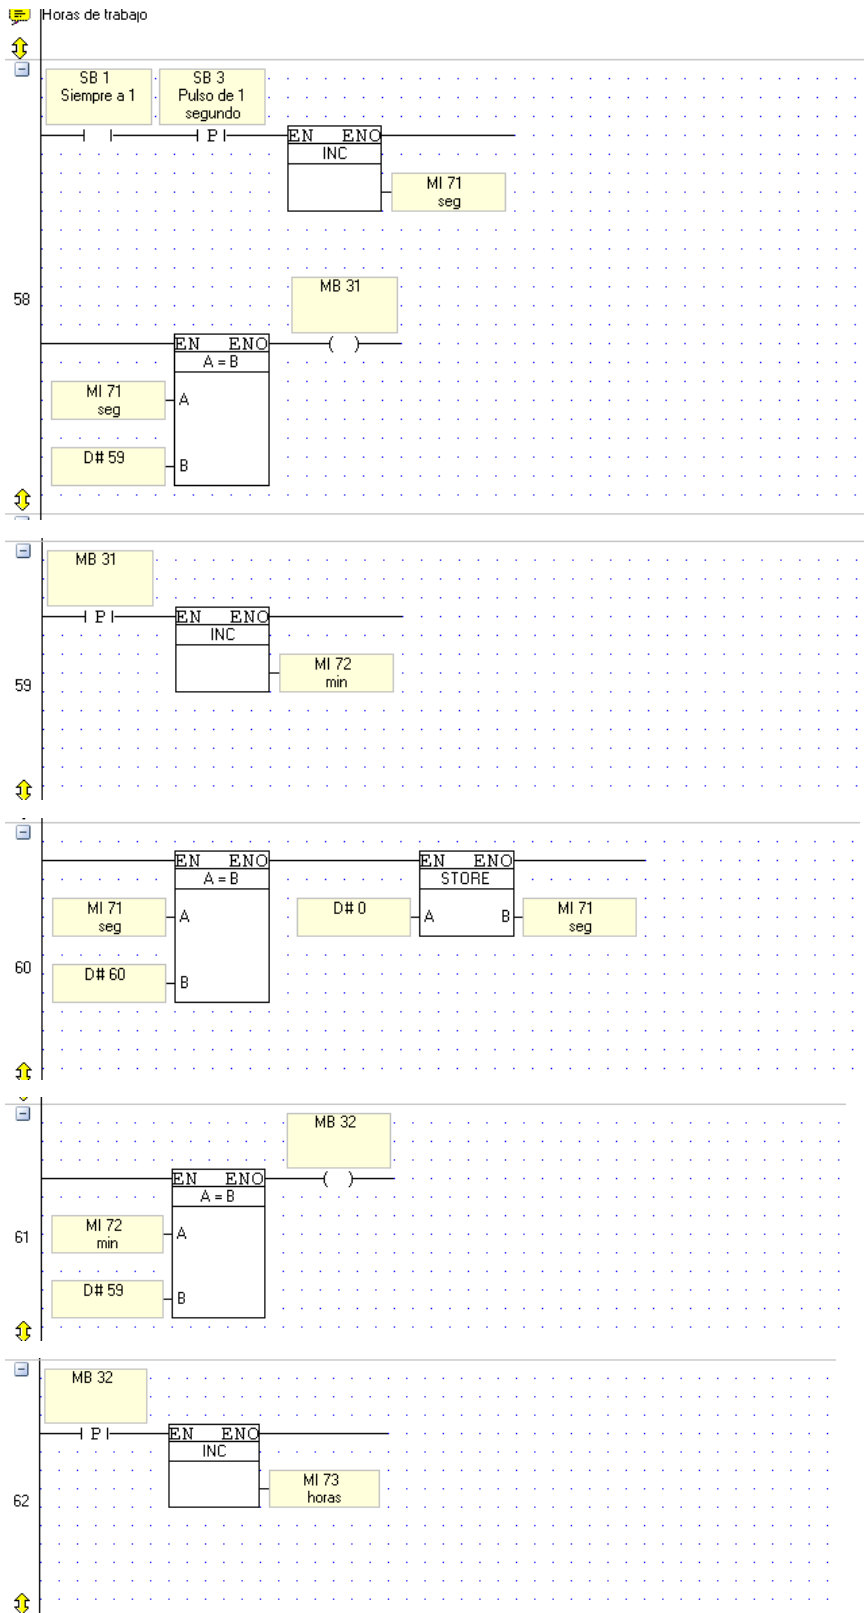 Horas de trabajo
SB 1
Siempre a 1
SB 3
Pulso de 1
segundo
P
EN ENO
INC
MI 71
seg
58
MB 31
EN ENO
A = B
MI 71
seg
A
D# 59
B
MB 31
P
EN ENO
INC
MI 72
min
59
EN ENO
A = B
EN ENO
STORE
MI 71
seg
A
D# 0
A B
MI 71
seg
60
D# 60
B
MB 32
EN ENO
A = B
MI 72
min
A
61
D# 59
B
MB 32
P
EN ENO
INC
MI 73
horas
62